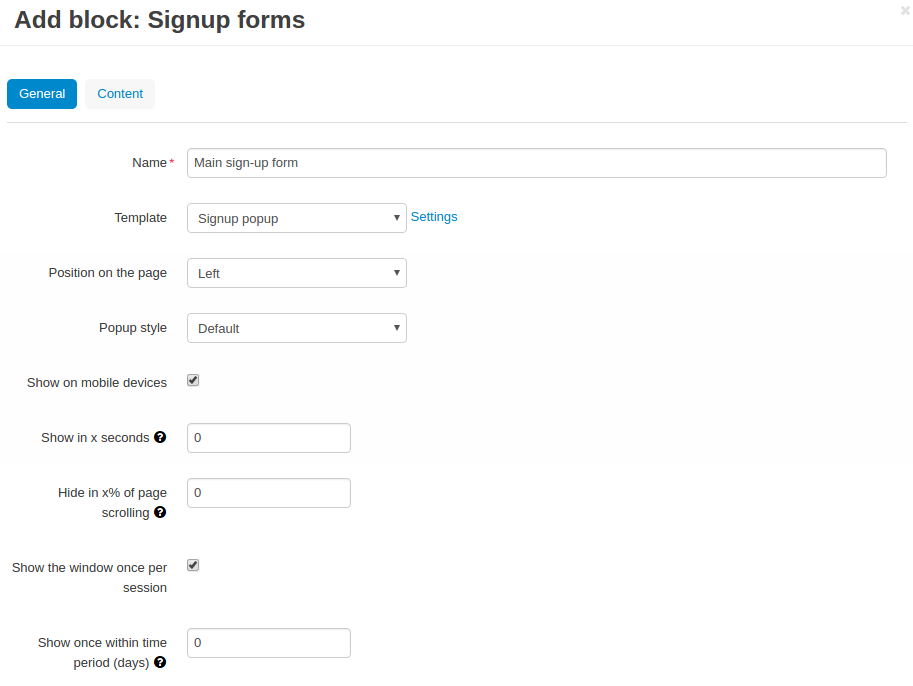 Add block: Signup forms
General Content
Name* Main sign-up form
Template Signup popup Settings
Position on the page Left
Popup style Default
Show on mobile devices
Show in x seconds ? 0
Hide in x% of page 0
scrolling ?
Show the window once per
session
Show once within time 0
period (days) ?